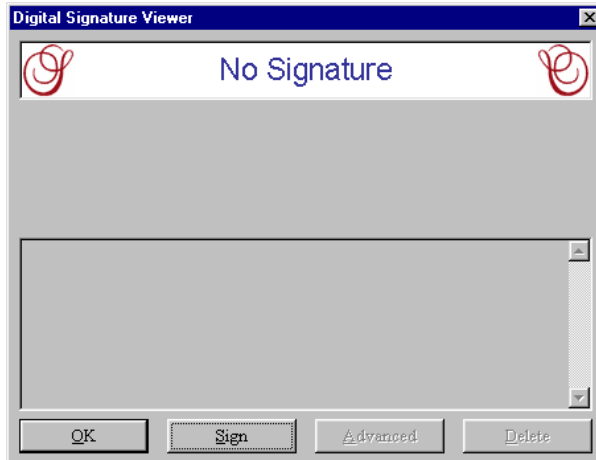 Digital Signature Viewer
No Signature
OK
Sign
Advanced
Delete